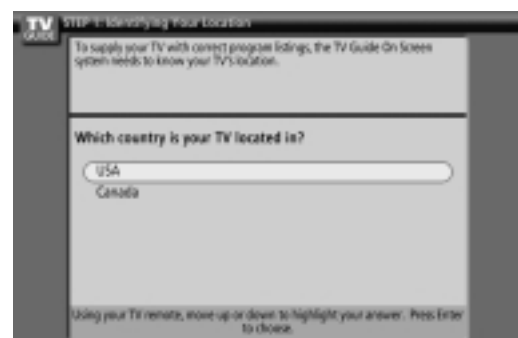 TV
GUIDE
STEP 1: Identifying Your Location
To supply your TV with correct program listings, the TV Guide On Screen
system needs to know your TV's location.
Which country is your TV located in?
USA
Canada
Using your TV remote, move up or down to highlight your answer. Press Enter
to choose.